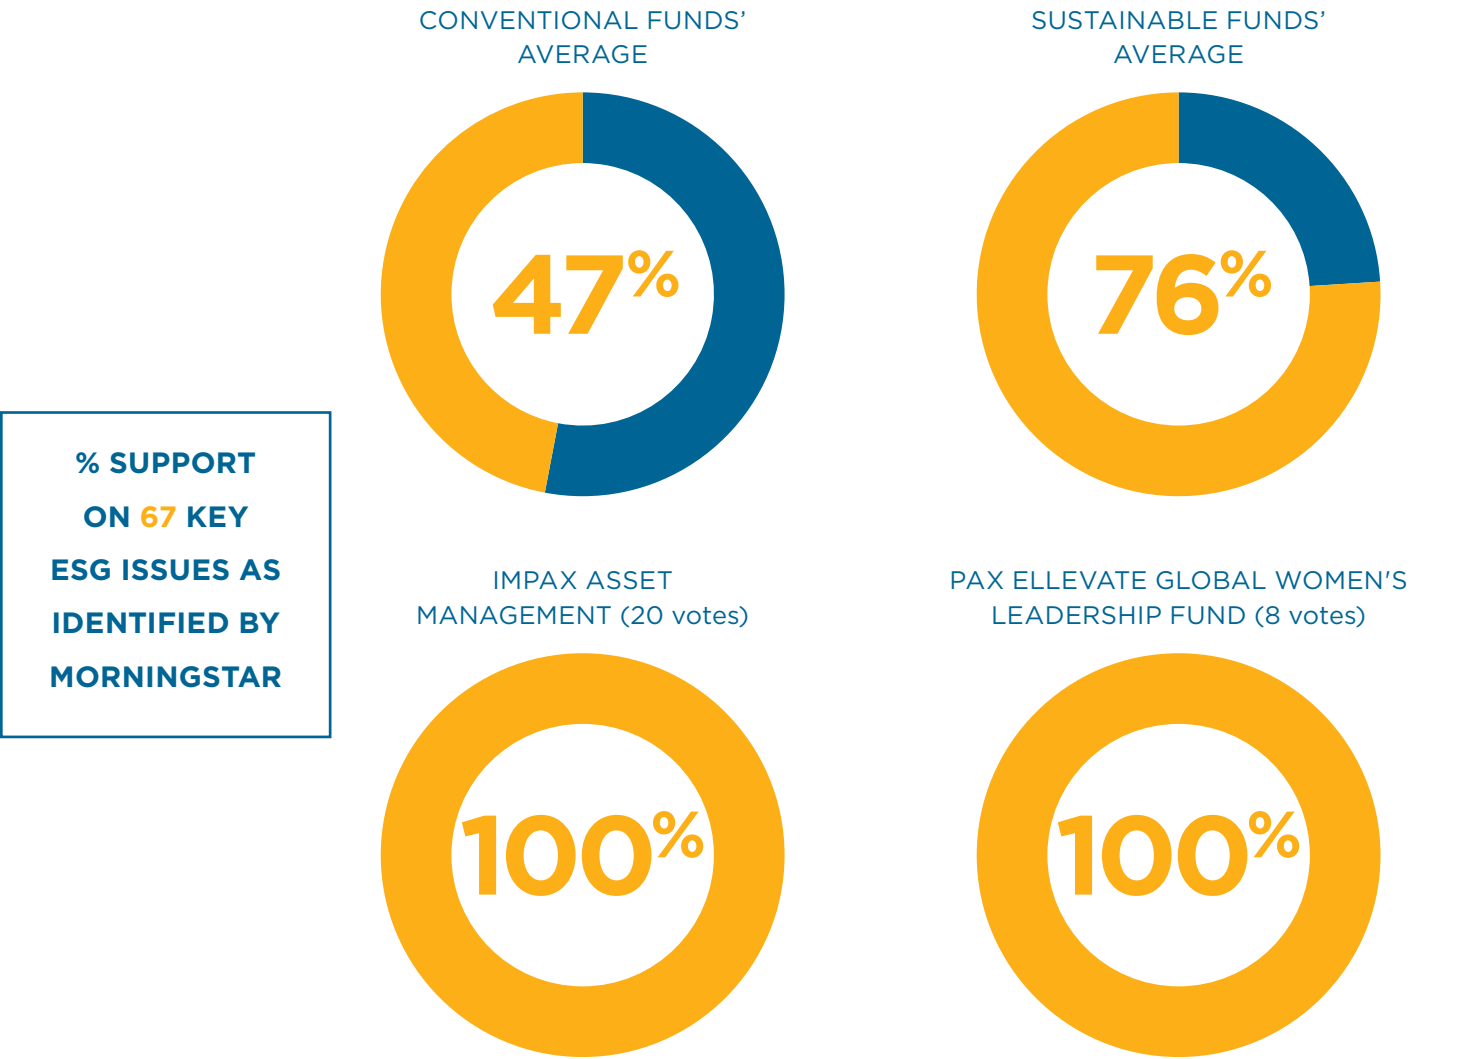 CONVENTIONAL FUNDS’
AVERAGE
47%
SUSTAINABLE FUNDS’
AVERAGE
76%
% SUPPORT
ON 67 KEY
ESG ISSUES AS
IDENTIFIED BY
MORNINGSTAR
IMPAX ASSET
MANAGEMENT (20 votes)
100%
PAX ELLEVATE GLOBAL WOMEN'S
LEADERSHIP FUND (8 votes)
100%